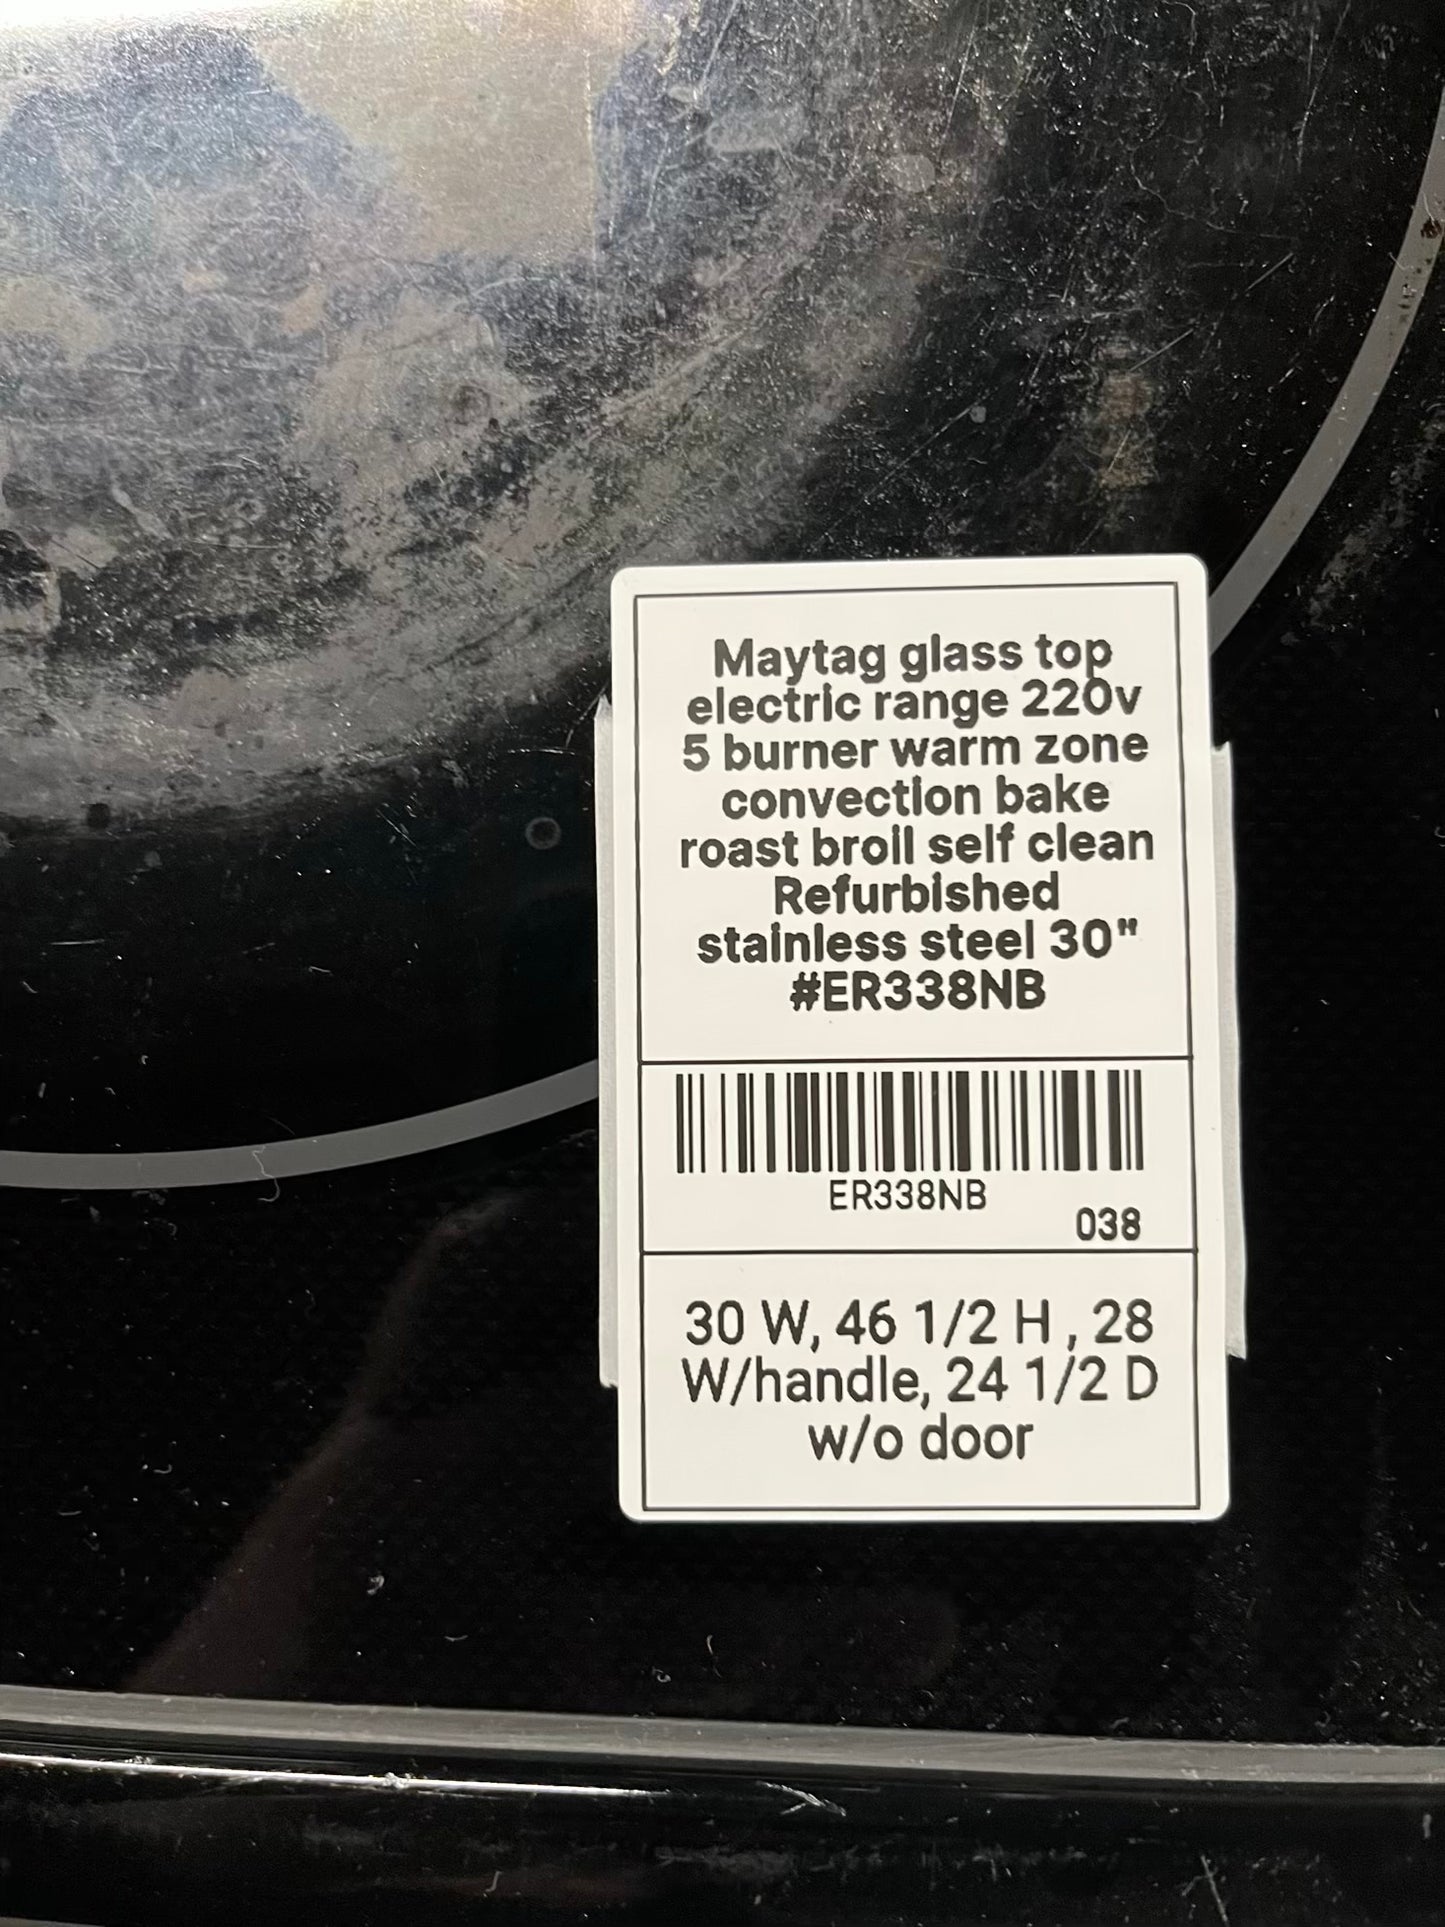 Maytag glass top
electric range 220v
5 burner warm zone
convection bake
roast broil self clean
Refurbished
stainless steel 30"
#ER338NB
ER338NB
038
30 W, 46 1/2 H , 28
W/handle, 24 1/2 D
w/o door